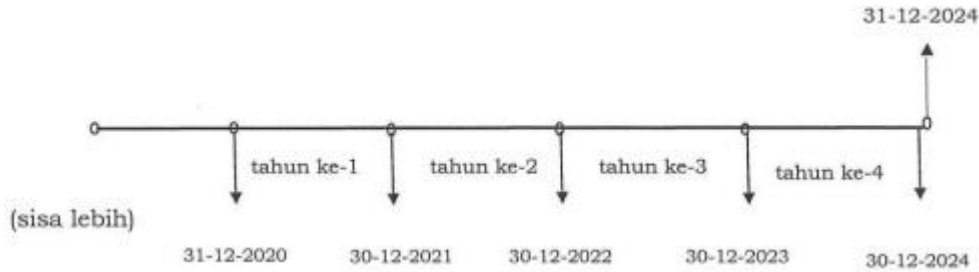 31-12-2024
tahun ke-1 tahun ke-2 tahun ke-3 tahun ke-4
(sisa lebih)
31-12-2020 30-12-2021 30-12-2022 30-12-2023 30-12-2024